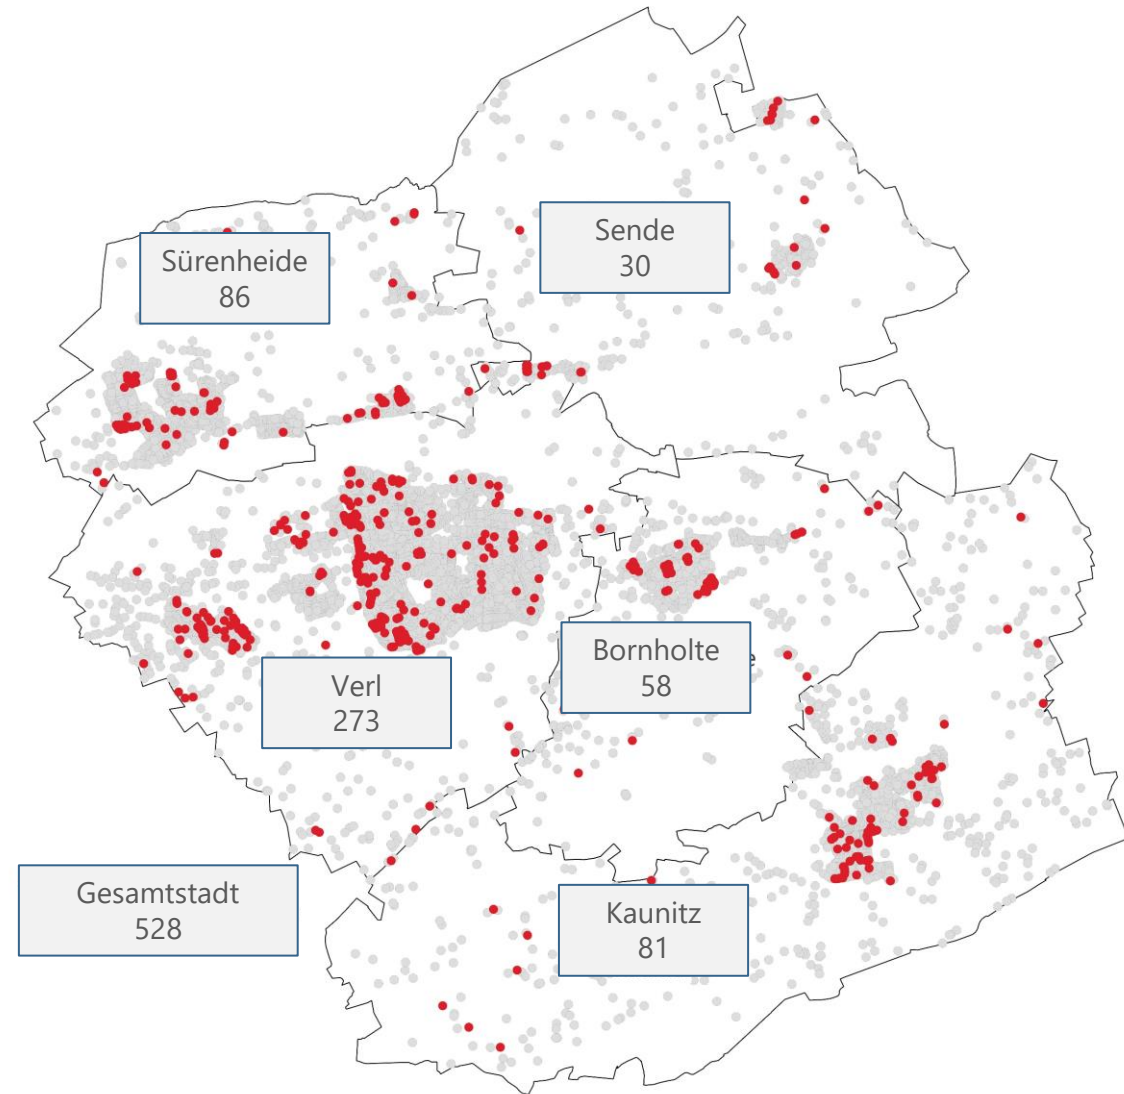 Sende
30
Sürenheide
86
Bornholte
58
Verl
273
Gesamtstadt
528
Kaunitz
81